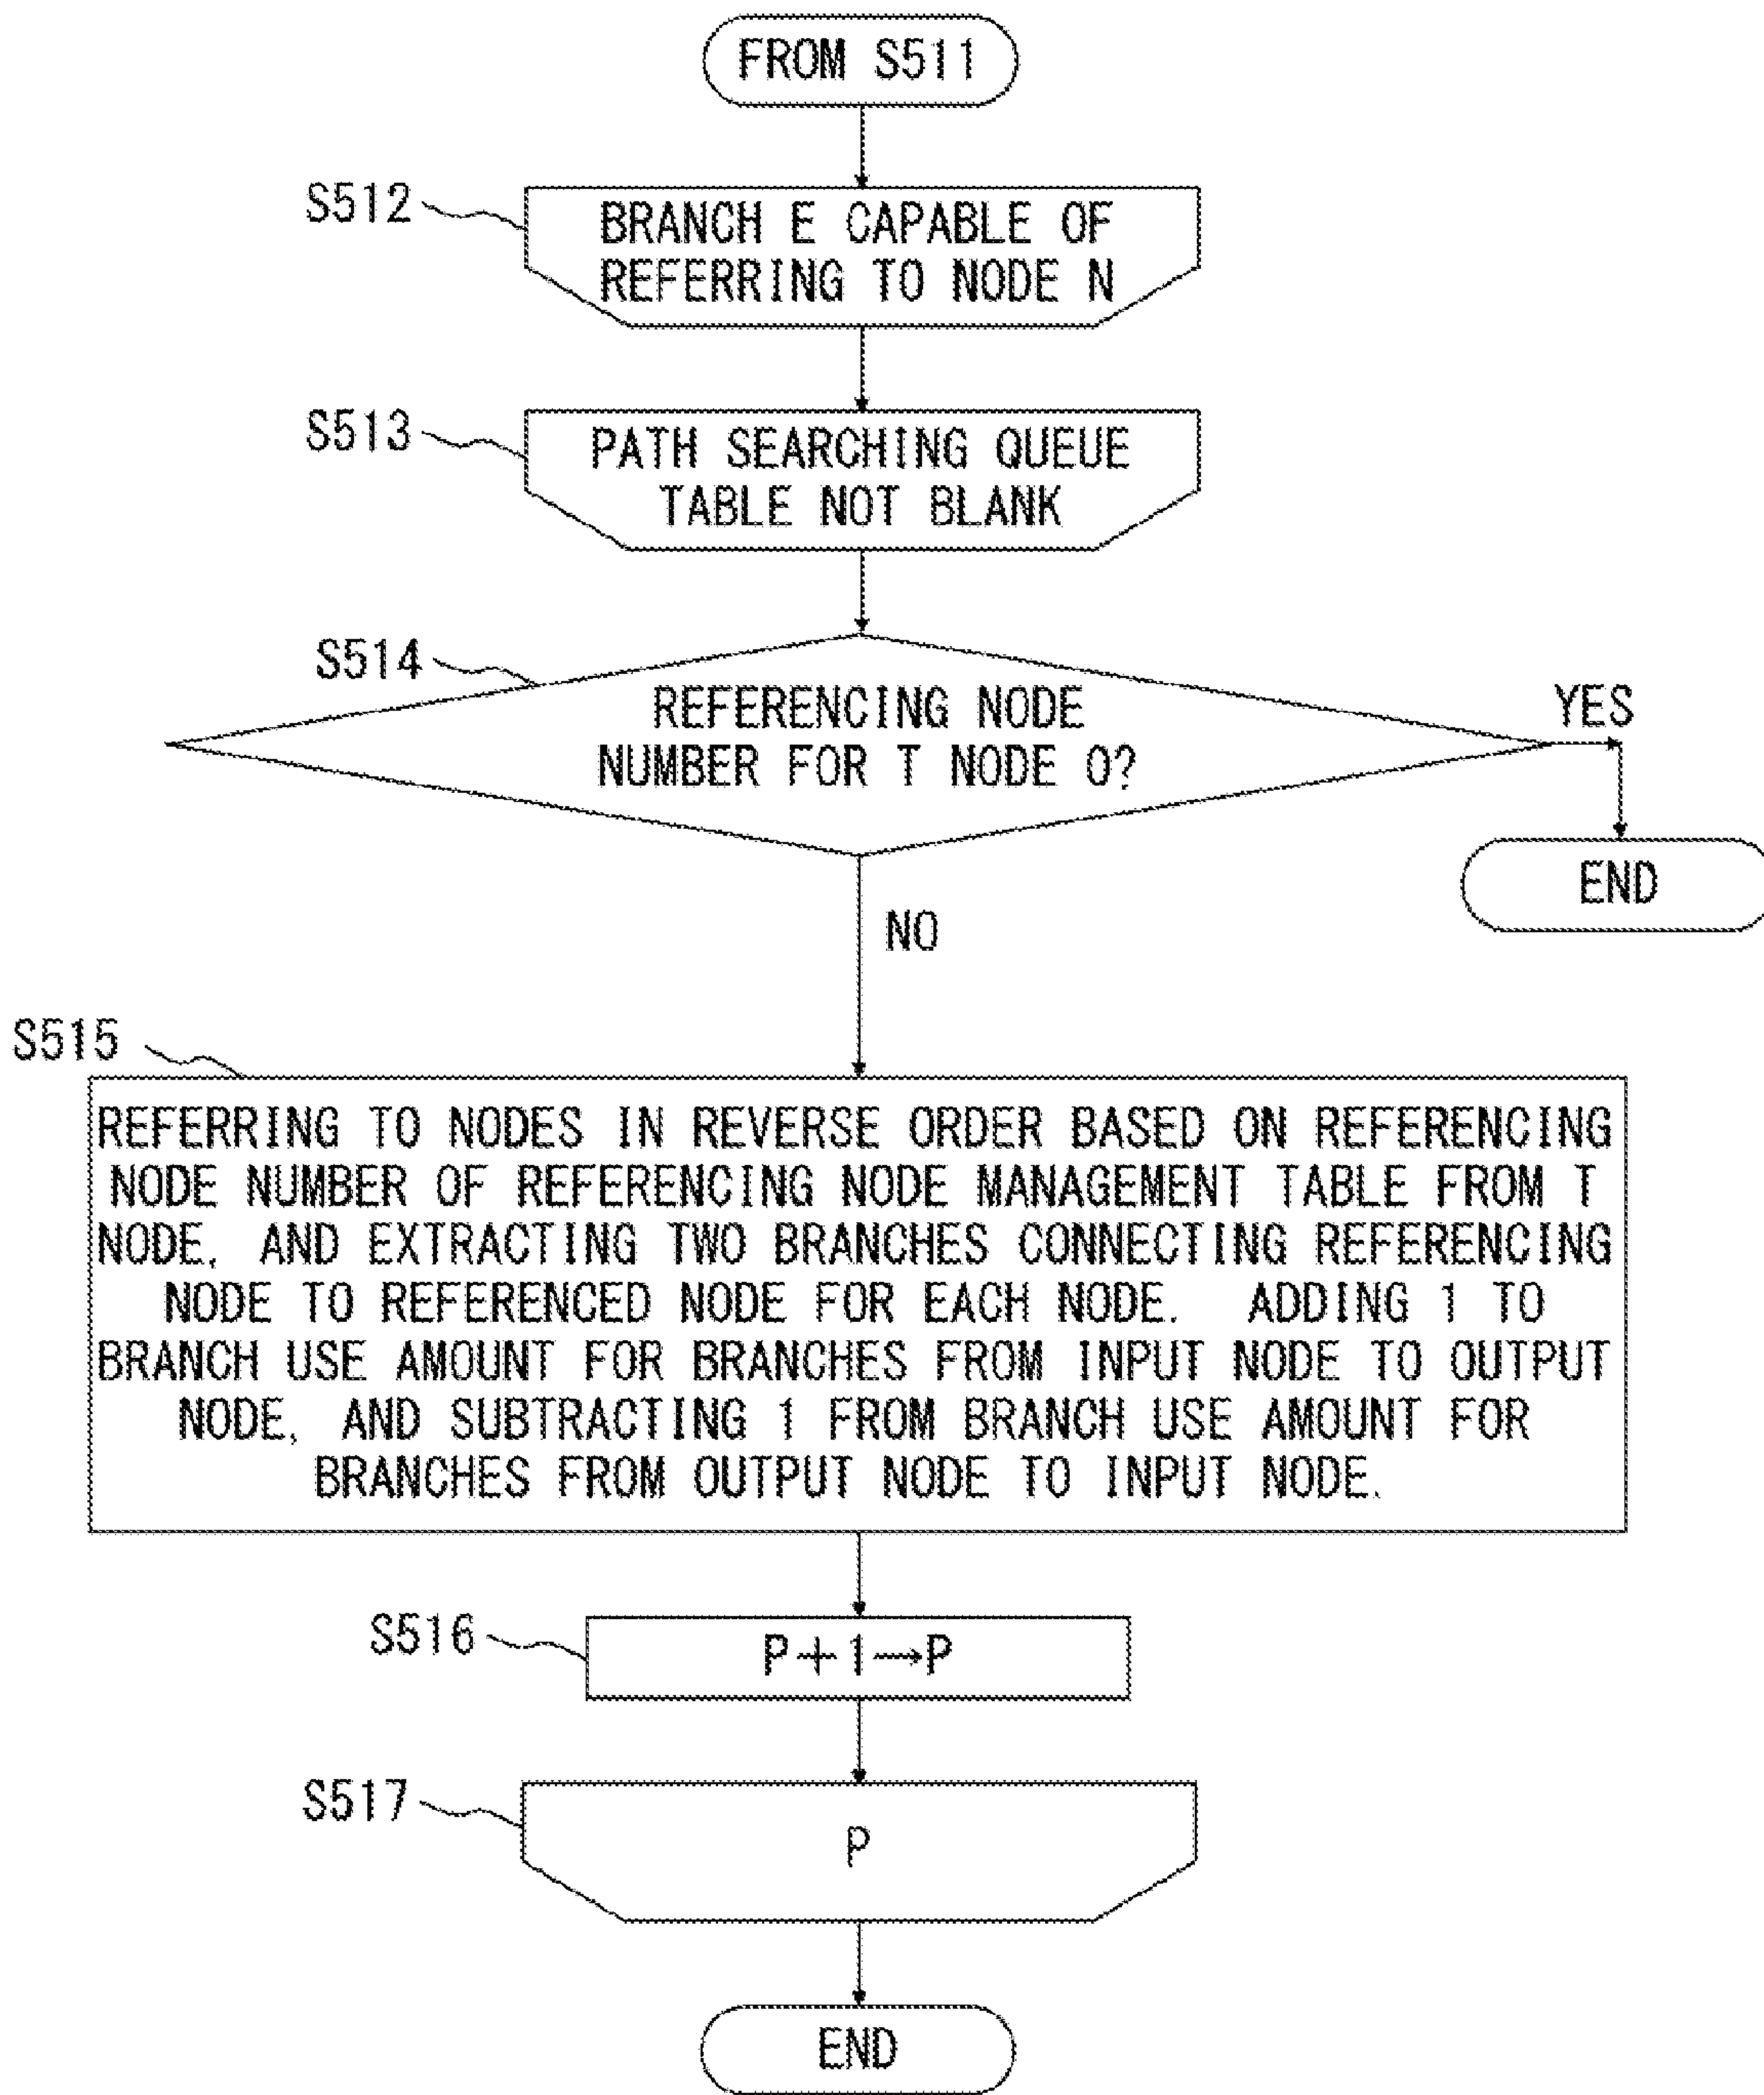 FROM S511
S512
BRANCH E CAPABLE OF
REFERRING TO NODE N
S513
PATH SEARCHING QUEUE
TABLE NOT BLANK
S514
REFERENCING NODE
NUMBER FOR T NODE 0?
YES
END
NO
S515
REFERRING TO NODES IN REVERSE ORDER BASED ON REFERENCING
NODE NUMBER OF REFERENCING NODE MANAGEMENT TABLE FROM T
NODE, AND EXTRACTING TWO BRANCHES CONNECTING REFERENCING
NODE TO REFERENCED NODE FOR EACH NODE. ADDING 1 TO
BRANCH USE AMOUNT FOR BRANCHES FROM INPUT NODE TO OUTPUT
NODE, AND SUBTRACTING 1 FROM BRANCH USE AMOUNT FOR
BRANCHES FROM OUTPUT NODE TO INPUT NODE.
S516
P+1→P
S517
P
END